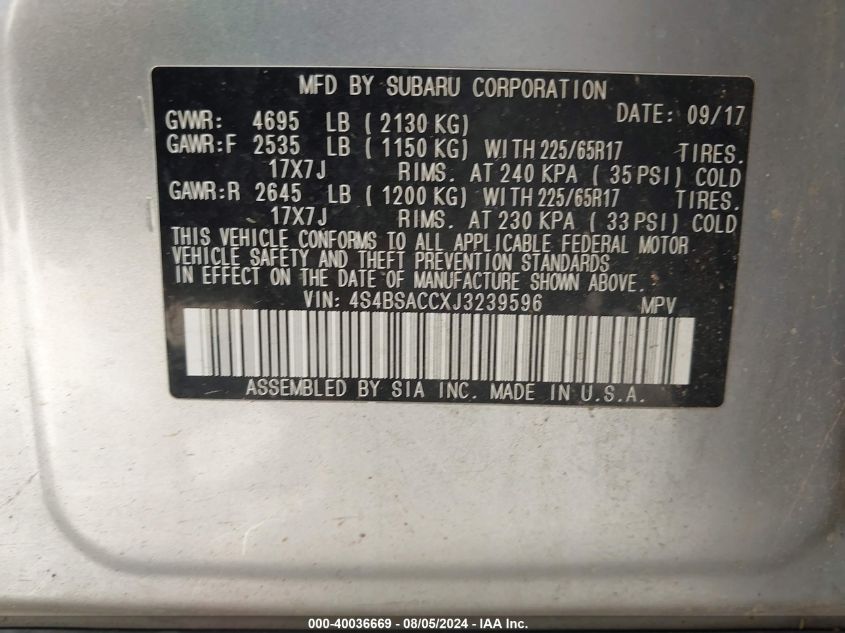 MFD BY SUBARU CORPORATION
DATE: 09/17
GVWR: 4695 LB ( 2130 KG)
GAWR:F 2535 LB ( 1150 KG) WITH 225/65R17 TIRES.
17X7J RIMS. AT 240 KPA ( 35 PSI) COLD
GAWR:R 2645 LB ( 1200 KG) WITH 225/65R17 TIRES.
17X7J RIMS. AT 230 KPA ( 33 PSI) COLD
THIS VEHICLE CONFORMS TO ALL APPLICABLE FEDERAL MOTOR
VEHICLE SAFETY AND THEFT PREVENTION STANDARDS
IN EFFECT ON THE DATE OF MANUFACTURE SHOWN ABOVE.
VIN: 4S4BSACCXJ3239596 MPV
ASSEMBLED BY SIA INC. MADE IN U.S.A.
000-40036669 - 08/05/2024 - IAA Inc.